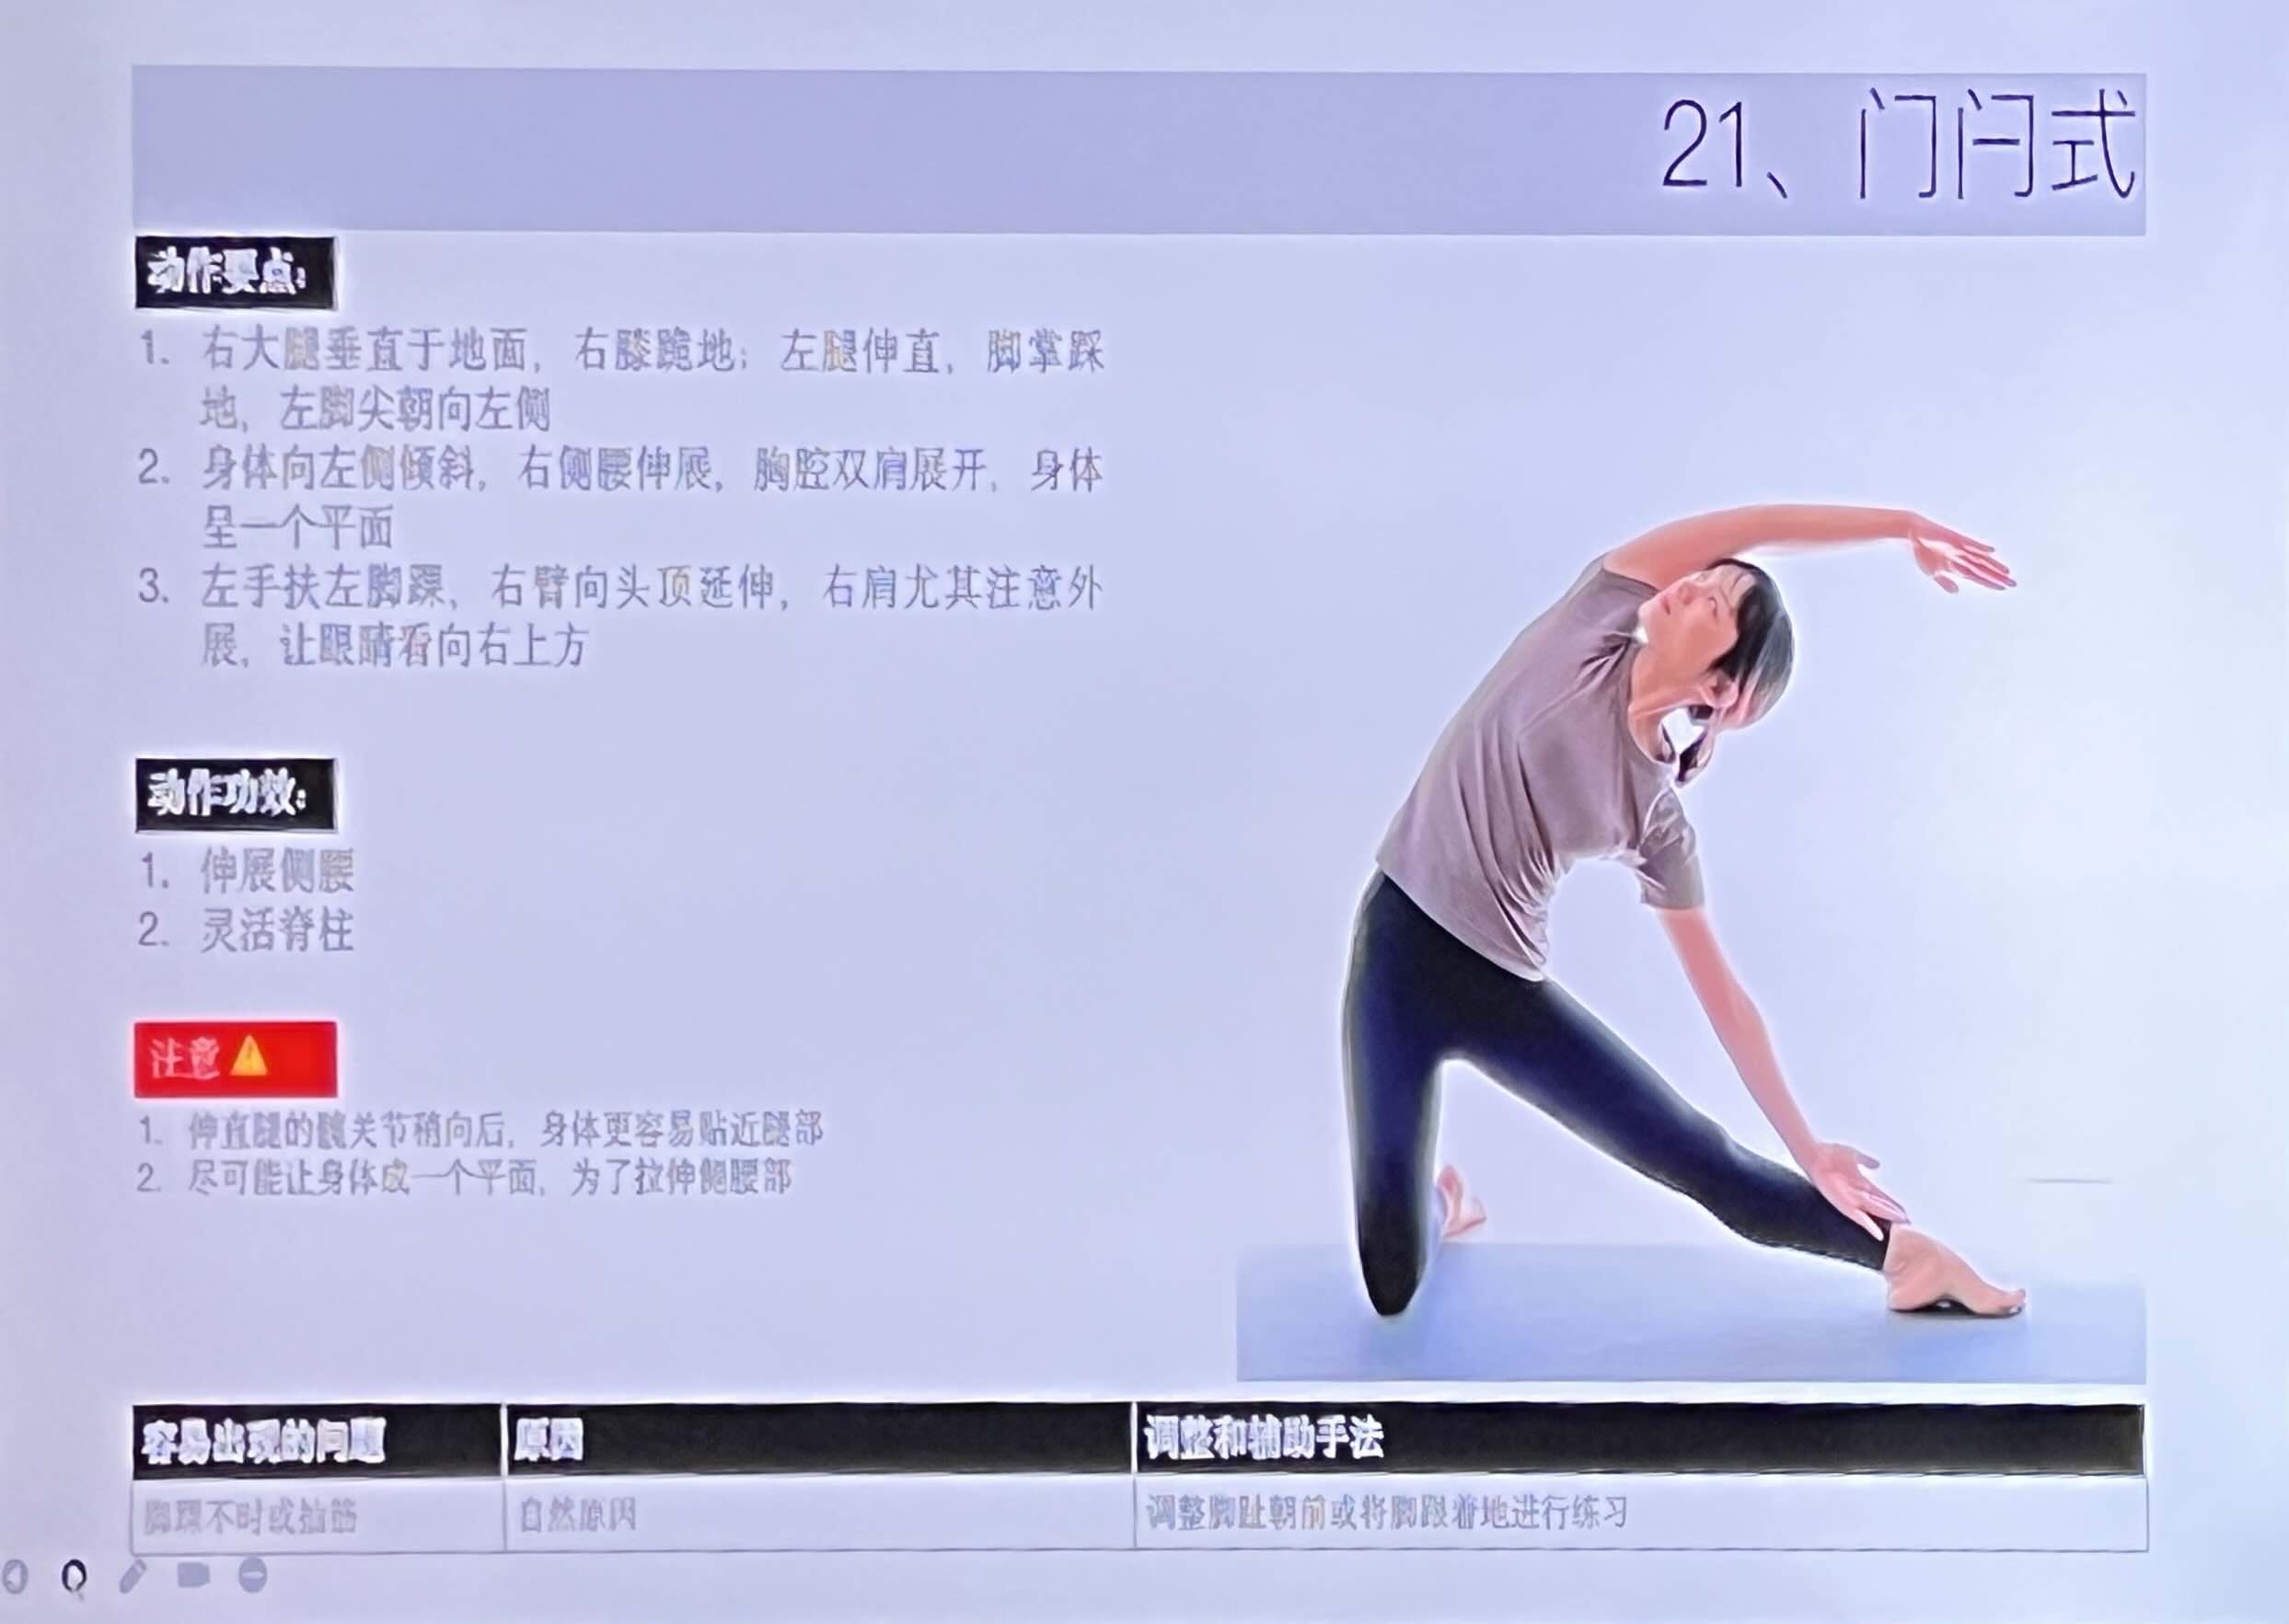 21、门闩式
动作要点:
1. 右大腿垂直于地面，右膝跪地；左腿伸直，脚掌踩
地，左脚尖朝向左侧
2. 身体向左侧倾斜，右侧腰伸展，胸腔双肩展开，身体
呈一个平面
3. 左手扶左脚踝，右臂向头顶延伸，右肩尤其注意外
展，让眼睛看向右上方
动作功效:
1. 伸展侧腰
2. 灵活脊柱
注意
1. 伸直腿的髋关节稍向后，身体更容易贴近腿部
2. 尽可能让身体成一个平面，为了拉伸侧腰部
容易出现的问题 原因 调整和辅助手法
脚踝不时或抽筋 自然原因 调整脚趾朝前或将脚跟着地进行练习